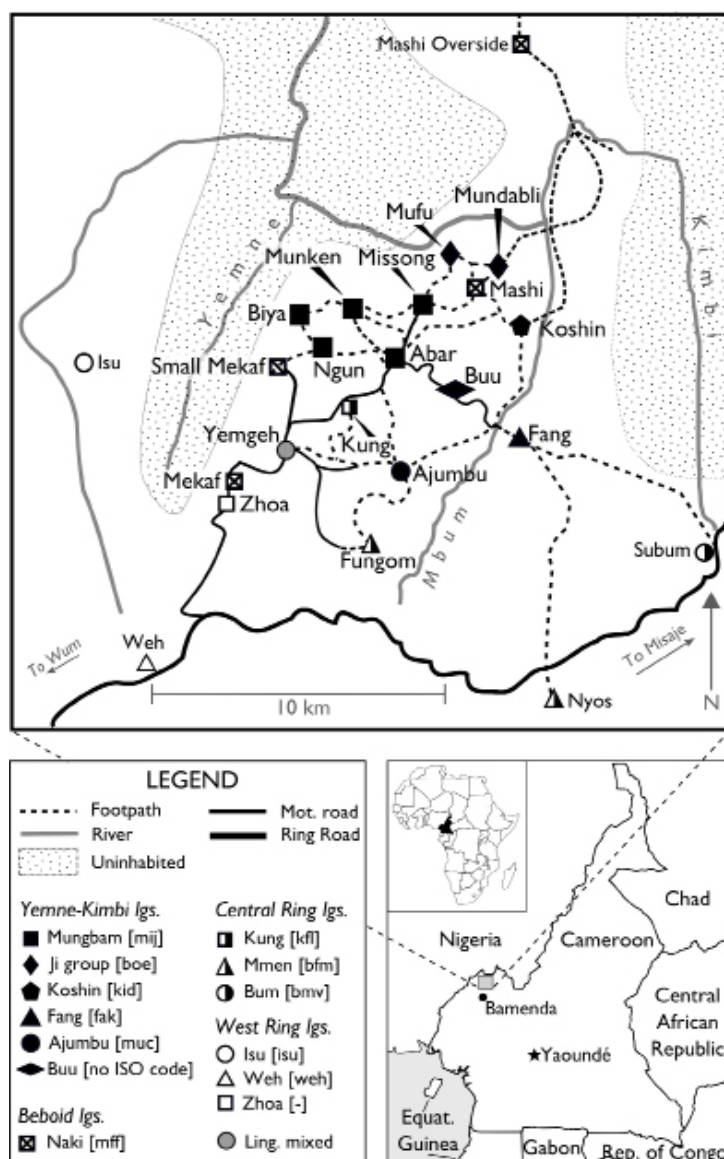 Mashi Overside
Mufu
Mundabli
Munken
Missong
Mashi
Biya
Koshin
Yemne
Kimbi
Isu
Small Mekaf
Ngun
Abar
Buu
Yemgeh
Kung
Fang
Mekaf
Ajumbu
Zhoa
Mbum
Fungom
Subum
Weh
To Wum
To Misaje
10 km
Nyos
N
LEGEND
Footpath
Mot. road
River
Ring Road
Uninhabited
Yemne-Kimbi lgs.
Mungbam [mij]
Ji group [boe]
Koshin [kid]
Fang [fak]
Ajumbu [muc]
Buu [no ISO code]
Beboid lgs.
Naki [mff]
Central Ring lgs.
Kung [kfl]
Mmen [bfm]
Bum [bmv]
West Ring lgs.
Isu [isu]
Weh [weh]
Zhoa [-]
Ling. mixed
Nigeria
Cameroon
Chad
Bamenda
Central
African
Republic
Yaoundé
Equat.
Guinea
Gabon
Rep. of Congo